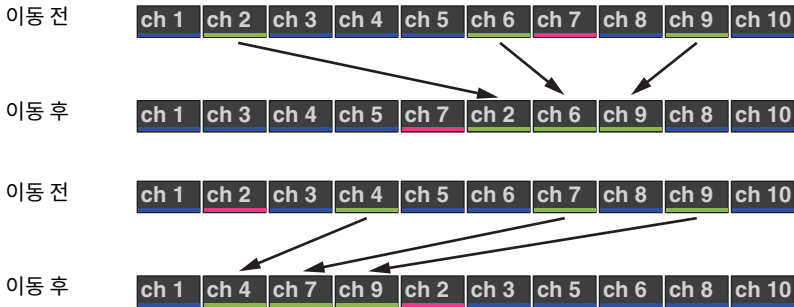 이동 전 ch 1 ch 2 ch 3 ch 4 ch 5 ch 6 ch 7 ch 8 ch 9 ch 10
이동 후 ch 1 ch 3 ch 4 ch 5 ch 7 ch 2 ch 6 ch 9 ch 8 ch 10
이동 전 ch 1 ch 2 ch 3 ch 4 ch 5 ch 6 ch 7 ch 8 ch 9 ch 10
이동 후 ch 1 ch 4 ch 7 ch 9 ch 2 ch 3 ch 5 ch 6 ch 8 ch 10